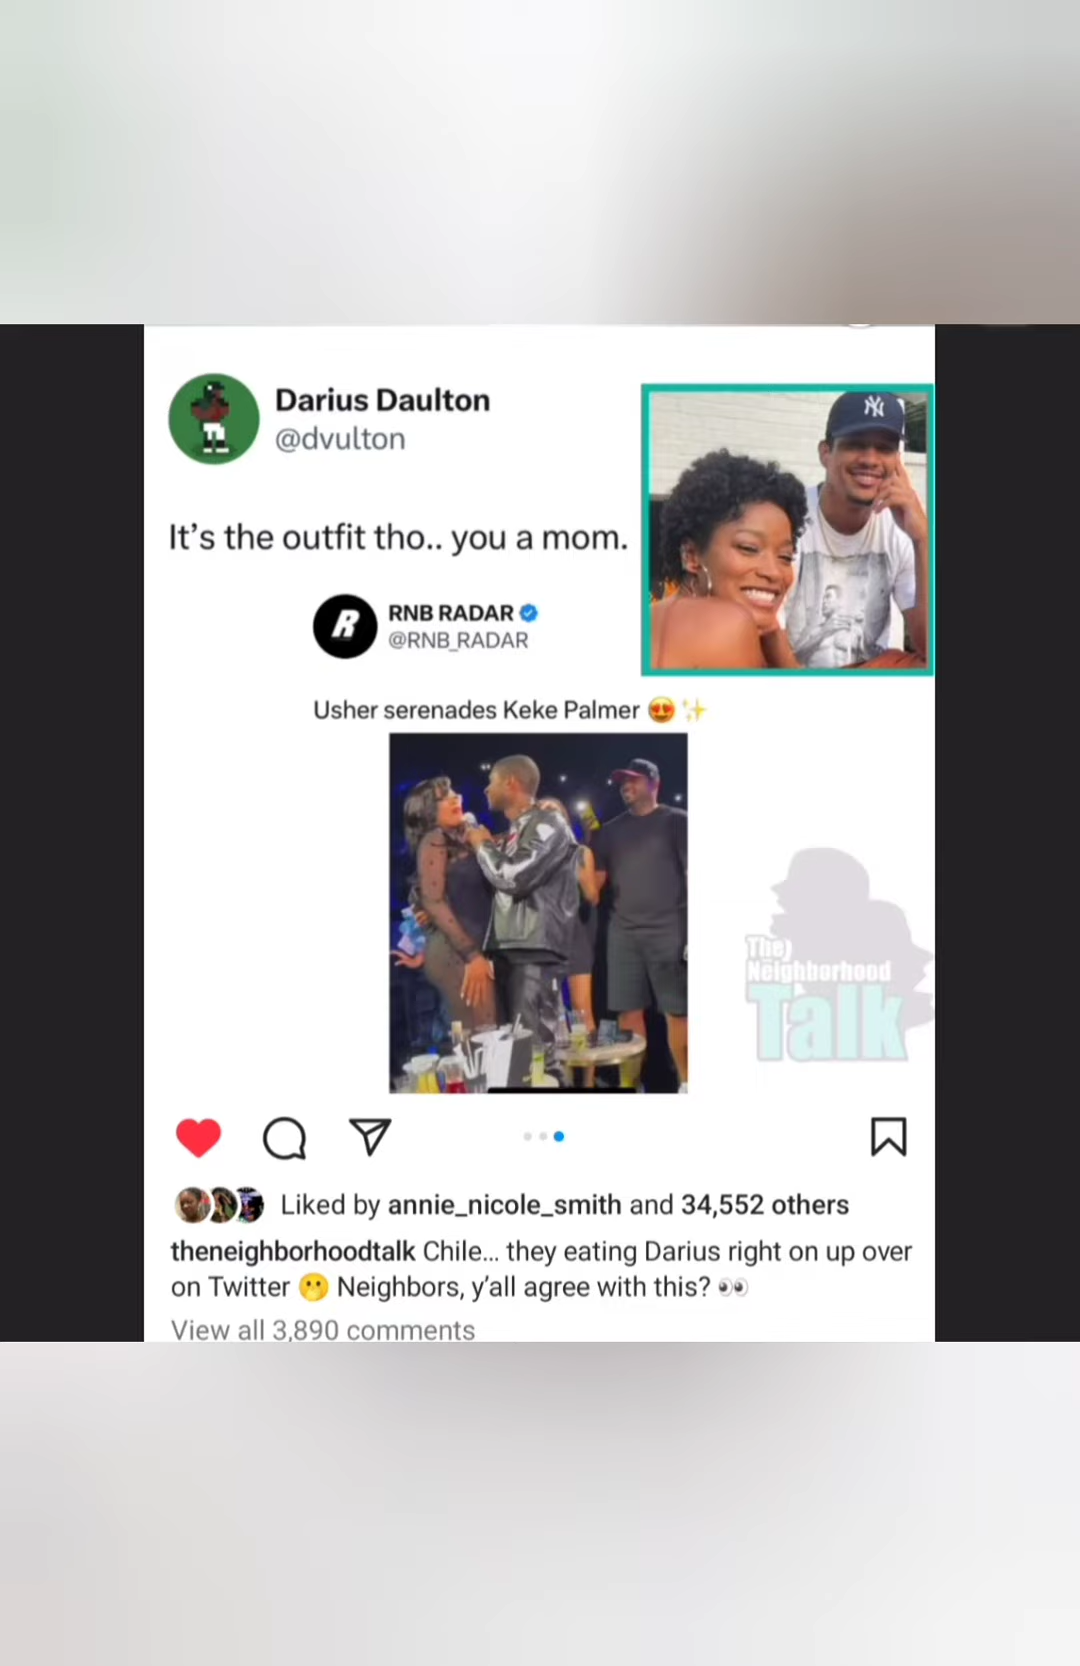 Darius Daulton
@dvulton
It's the outfit tho.. you a mom.
RNB RADAR
@RNB_RADAR
Usher serenades Keke Palmer 😍✨
The
Neighborhood
Talk
Liked by annie_nicole_smith and 34,552 others
theneighborhoodtalk Chile... they eating Darius right on up over
on Twitter 🫢 Neighbors, y'all agree with this? 👀
View all 3,890 comments